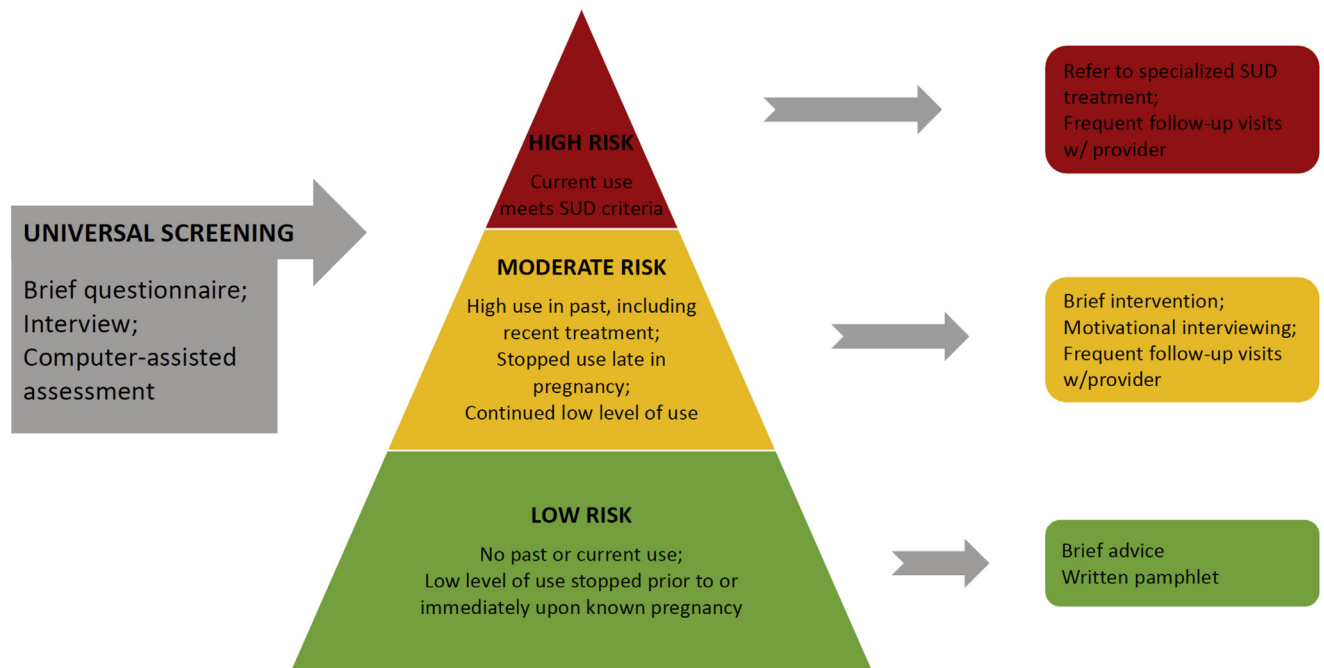 UNIVERSAL SCREENING
Brief questionnaire;
Interview;
Computer-assisted
assessment
HIGH RISK
Current use
meets SUD criteria
MODERATE RISK
High use in past, including
recent treatment;
Stopped use late in
pregnancy;
Continued low level of use
LOW RISK
No past or current use;
Low level of use stopped prior to or
immediately upon known pregnancy
Refer to specialized SUD
treatment;
Frequent follow-up visits
w/ provider
Brief intervention;
Motivational interviewing;
Frequent follow-up visits
w/provider
Brief advice
Written pamphlet